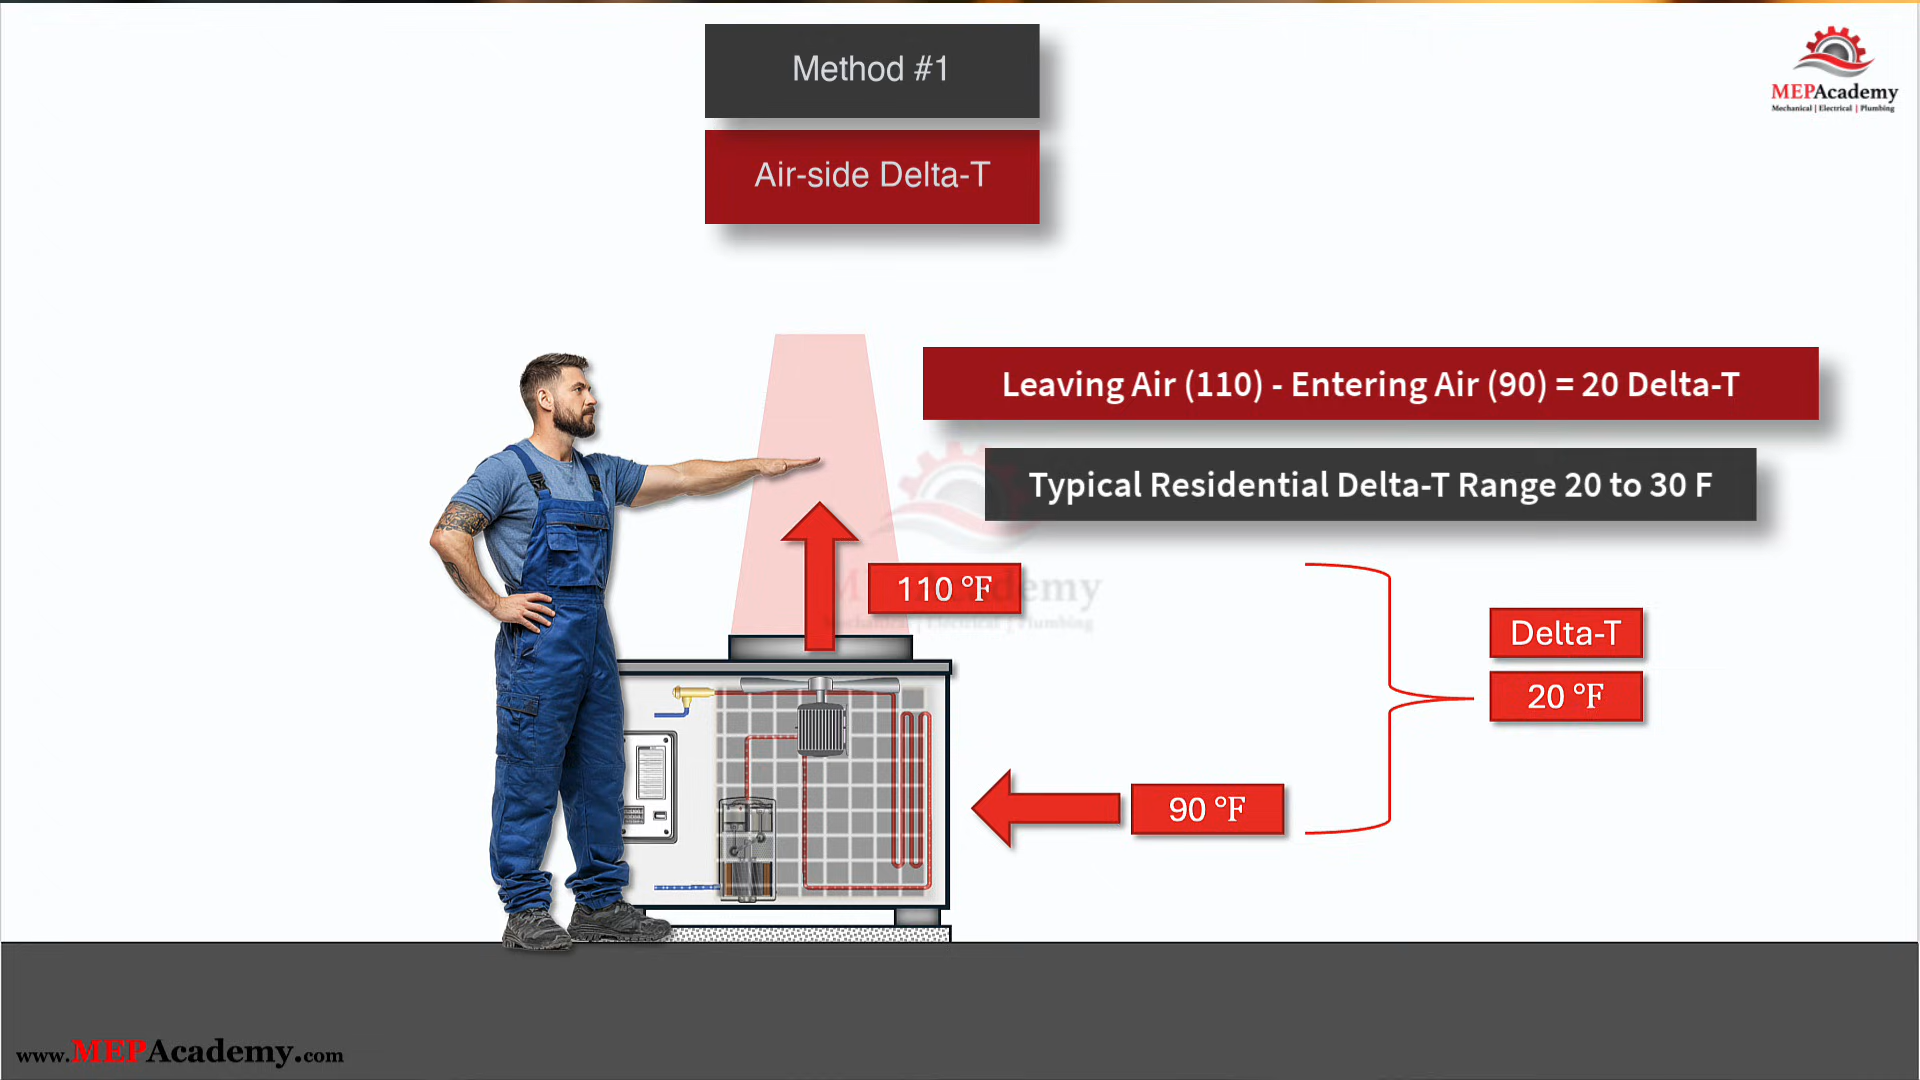 Method #1
MEPAcademy
Mechanical | Electrical | Plumbing
Air-side Delta-T
Leaving Air (110) - Entering Air (90) = 20 Delta-T
Typical Residential Delta-T Range 20 to 30 F
110 °F
Delta-T
20 °F
90 °F
www.MEPAcademy.com